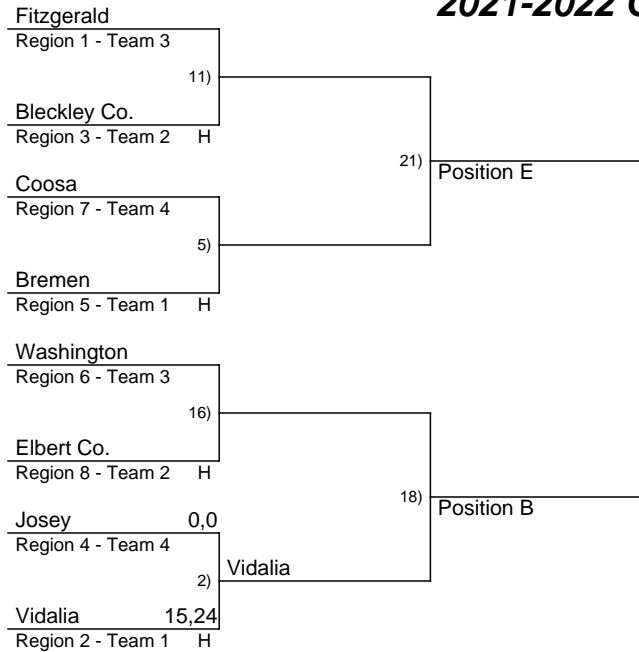 2021-2022
Fitzgerald
Region 1 - Team 3
11)
Bleckley Co.
Region 3 - Team 2 H
21)
Position E
Coosa
Region 7 - Team 4
5)
Bremen
Region 5 - Team 1 H
Washington
Region 6 - Team 3
16)
Elbert Co.
Region 8 - Team 2 H
18)
Position B
Josey 0,0
Region 4 - Team 4
2)
Vidalia
Vidalia 15,24
Region 2 - Team 1 H